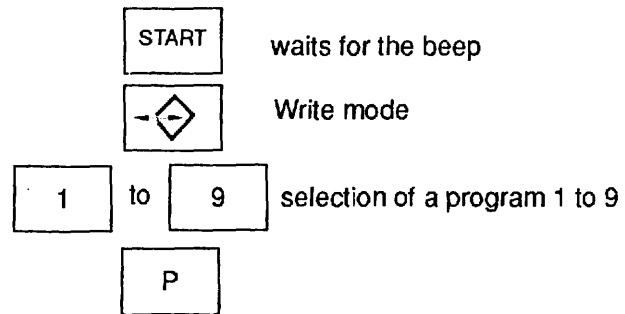 START waits for the beep
Write mode
1 to 9 selection of a program 1 to 9
P